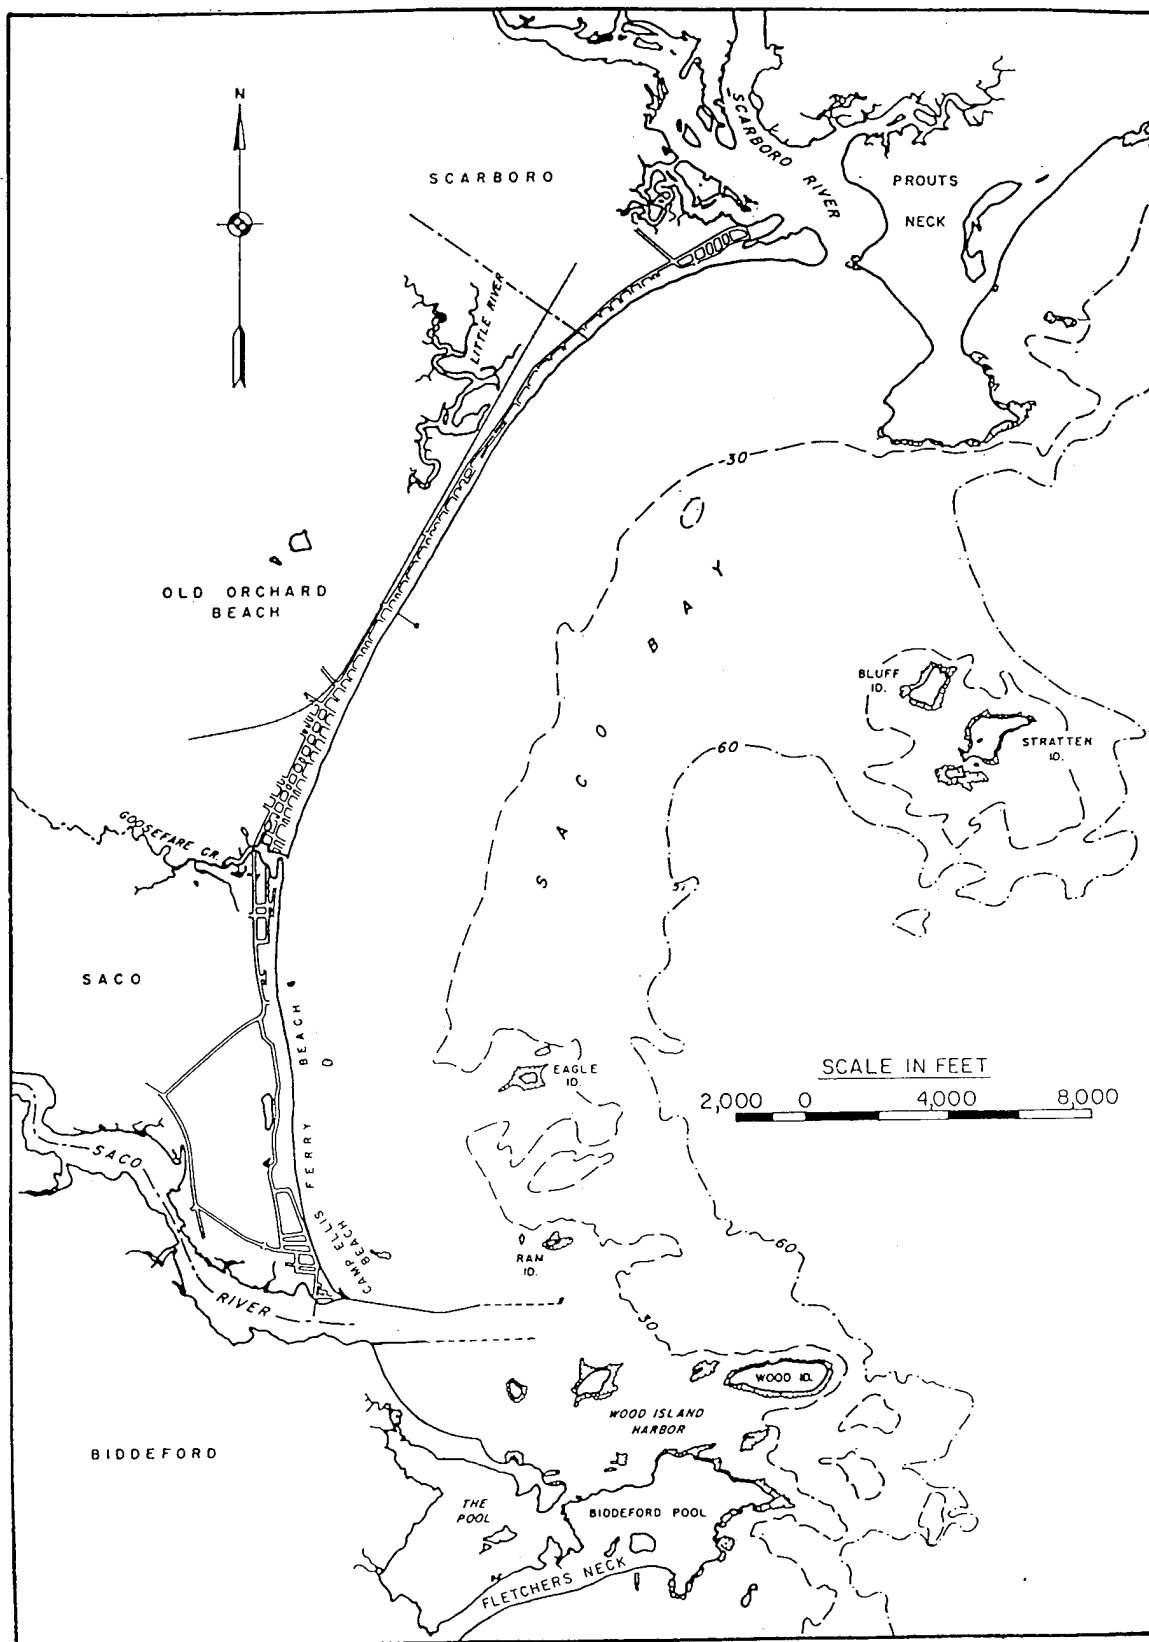 N
SCARBORO
SCARBORO RIVER
PROUTS
NECK
LITTLE RIVER
30
OLD ORCHARD
BEACH
SACO BAY
BLUFF
ID.
STRATTEN
ID.
60
GOOSEFARE CR.
51
SACO
FERRY BEACH
EAGLE
ID.
SCALE IN FEET
2,000 0 4,000 8,000
SACO RIVER
CAMP ELLIS
BEACH
RAM
ID.
60
30
WOOD ID.
WOOD ISLAND
HARBOR
BIDDEFORD
THE
POOL
BIDDEFORD POOL
FLETCHERS NECK